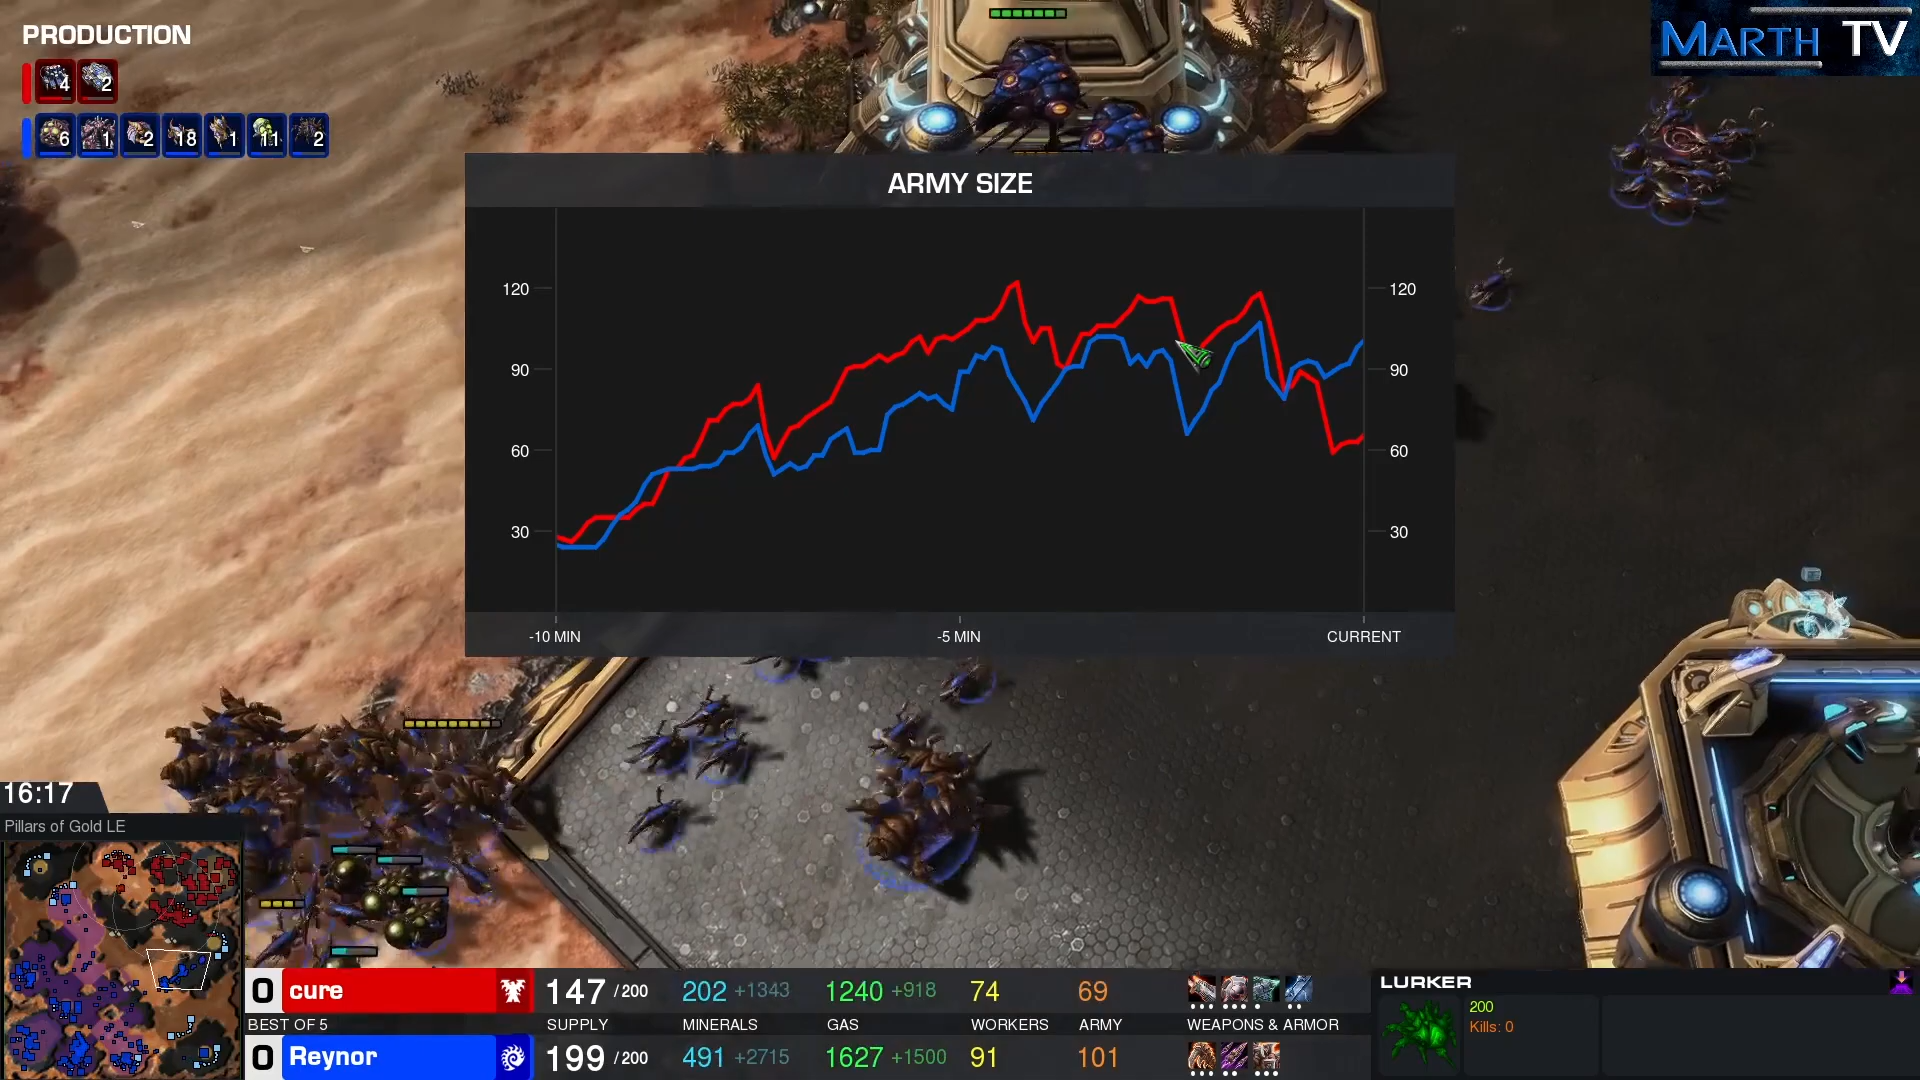 PRODUCTION
4 2
6 1 2 18 1 11 2
MARTH TV
ARMY SIZE
120 120
90 90
60 60
30 30
-10 MIN -5 MIN CURRENT
16:17
Pillars of Gold LE
0 cure 147 /200 202 +1343 1240 +918 74 69
BEST OF 5 SUPPLY MINERALS GAS WORKERS ARMY WEAPONS & ARMOR
0 Reynor 199 /200 491 +2715 1627 +1500 91 101
LURKER
200
Kills: 0